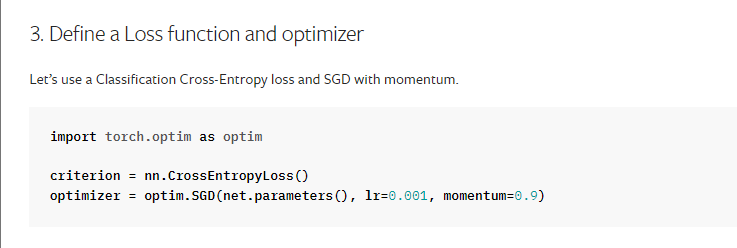 3. Define a Loss function and optimizer
Let’s use a Classification Cross-Entropy loss and SGD with momentum.
import torch.optim as optim
criterion = nn.CrossEntropyLoss()
optimizer = optim.SGD(net.parameters(), lr=0.001, momentum=0.9)